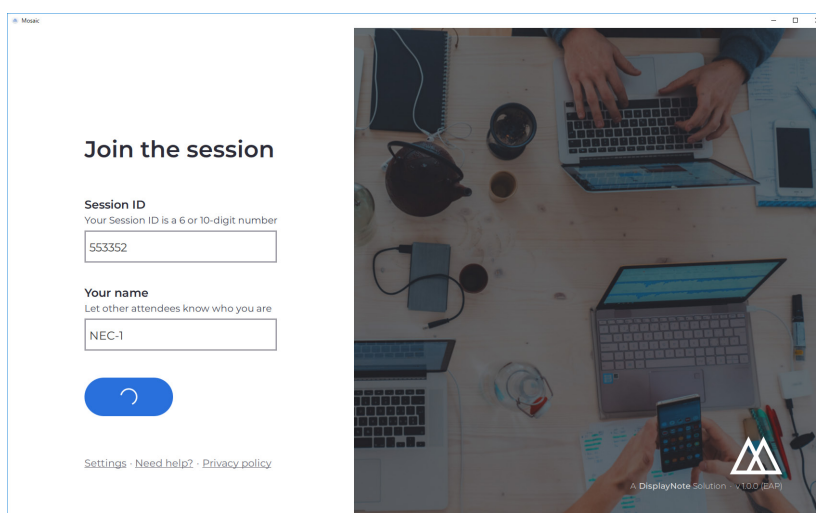 Mosaic
Join the session
Session ID
Your Session ID is a 6 or 10-digit number
553352
Your name
Let other attendees know who you are
NEC-1
Settings · Need help? · Privacy policy
A DisplayNote Solution - v1.0.0 (EAP)